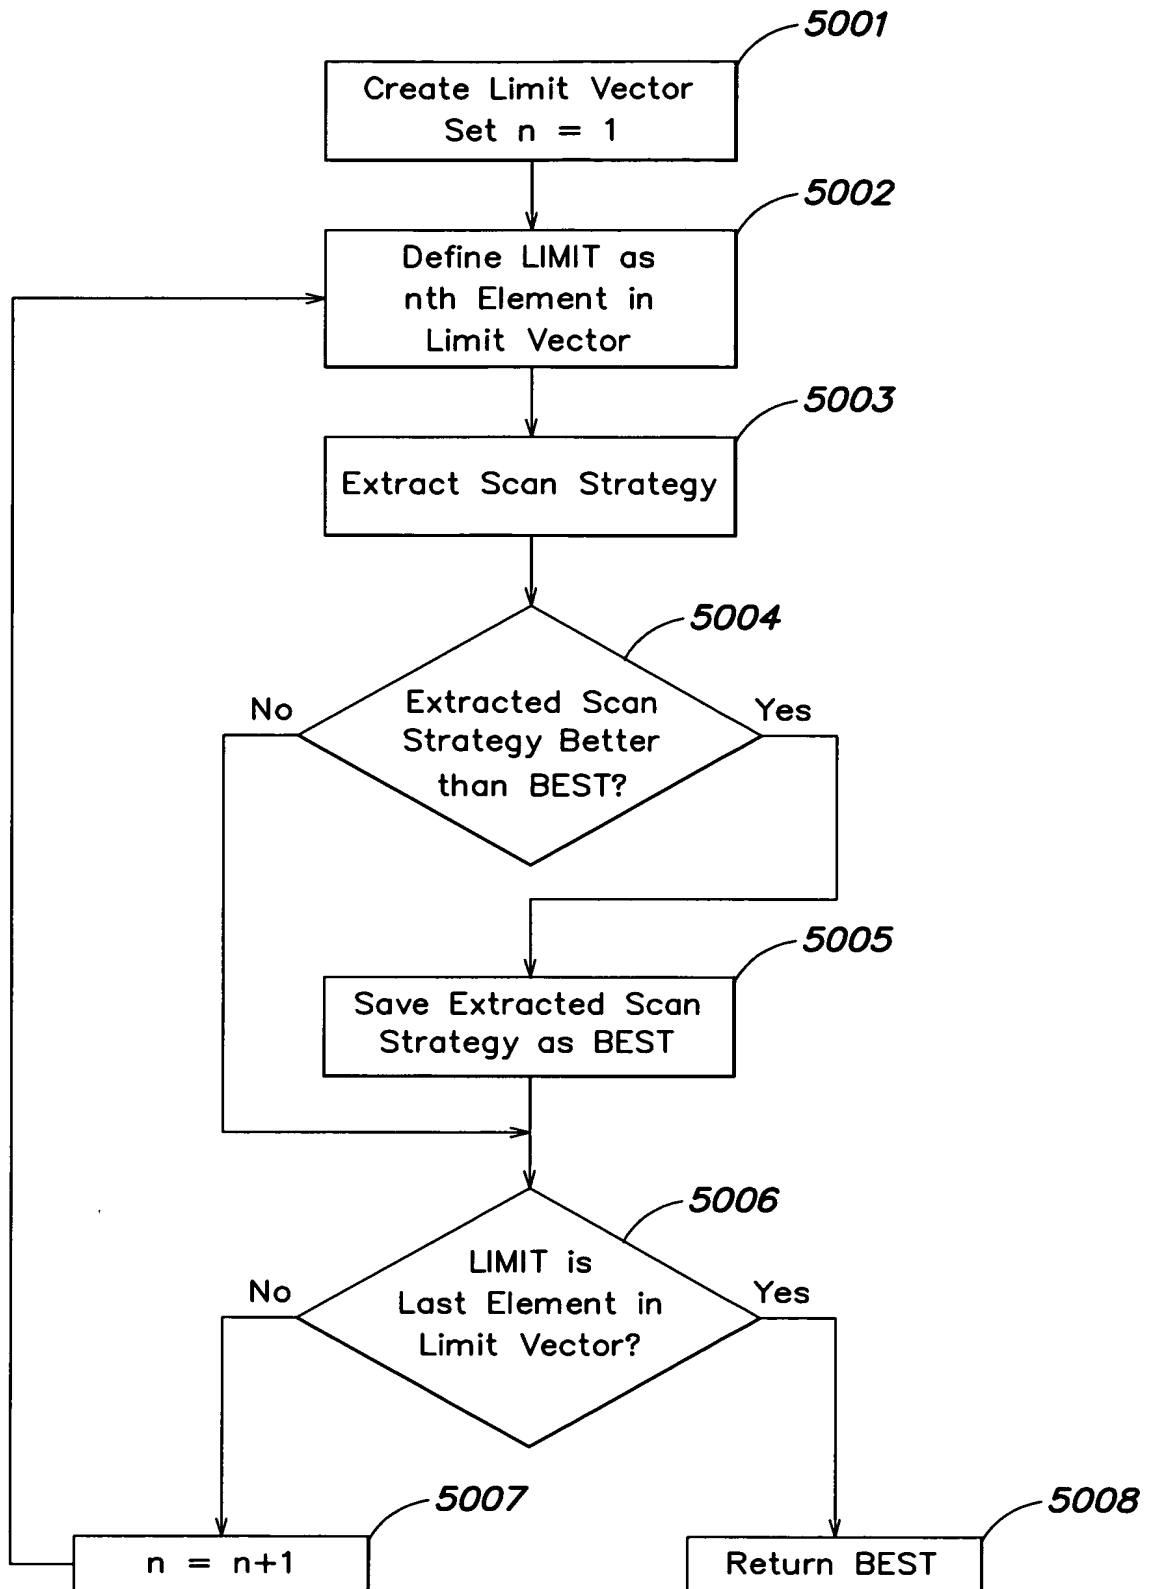 5001
Create Limit Vector
Set n = 1
5002
Define LIMIT as
nth Element in
Limit Vector
5003
Extract Scan Strategy
5004
No
Yes
Extracted Scan
Strategy Better
than BEST?
5005
Save Extracted Scan
Strategy as BEST
5006
No
Yes
LIMIT is
Last Element in
Limit Vector?
5007
n = n+1
5008
Return BEST